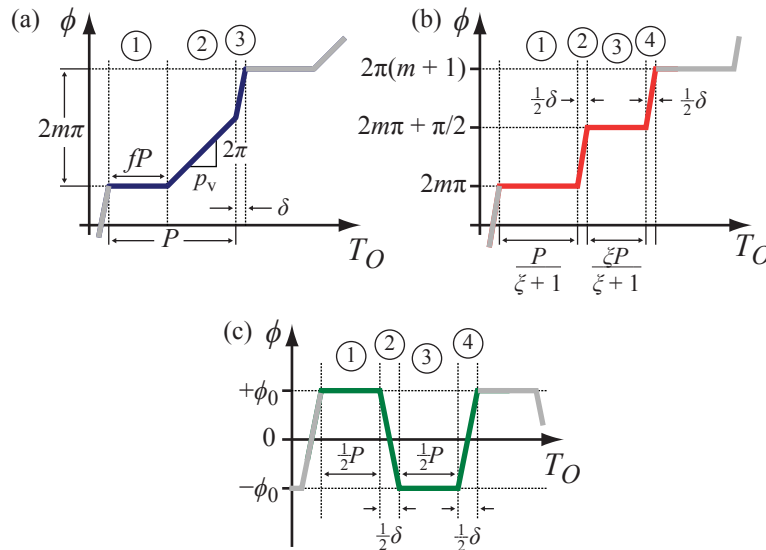 (a)
ϕ
1
2
3
2mπ
fP
2π
p_v
δ
P
T_O
(b)
ϕ
1
2
3
4
2π(m + 1)
½δ
½δ
2mπ + π/2
2mπ
P/(ξ + 1)
ξP/(ξ + 1)
T_O
(c)
ϕ
1
2
3
4
+ϕ₀
0
½P
½P
T_O
−ϕ₀
½δ
½δ